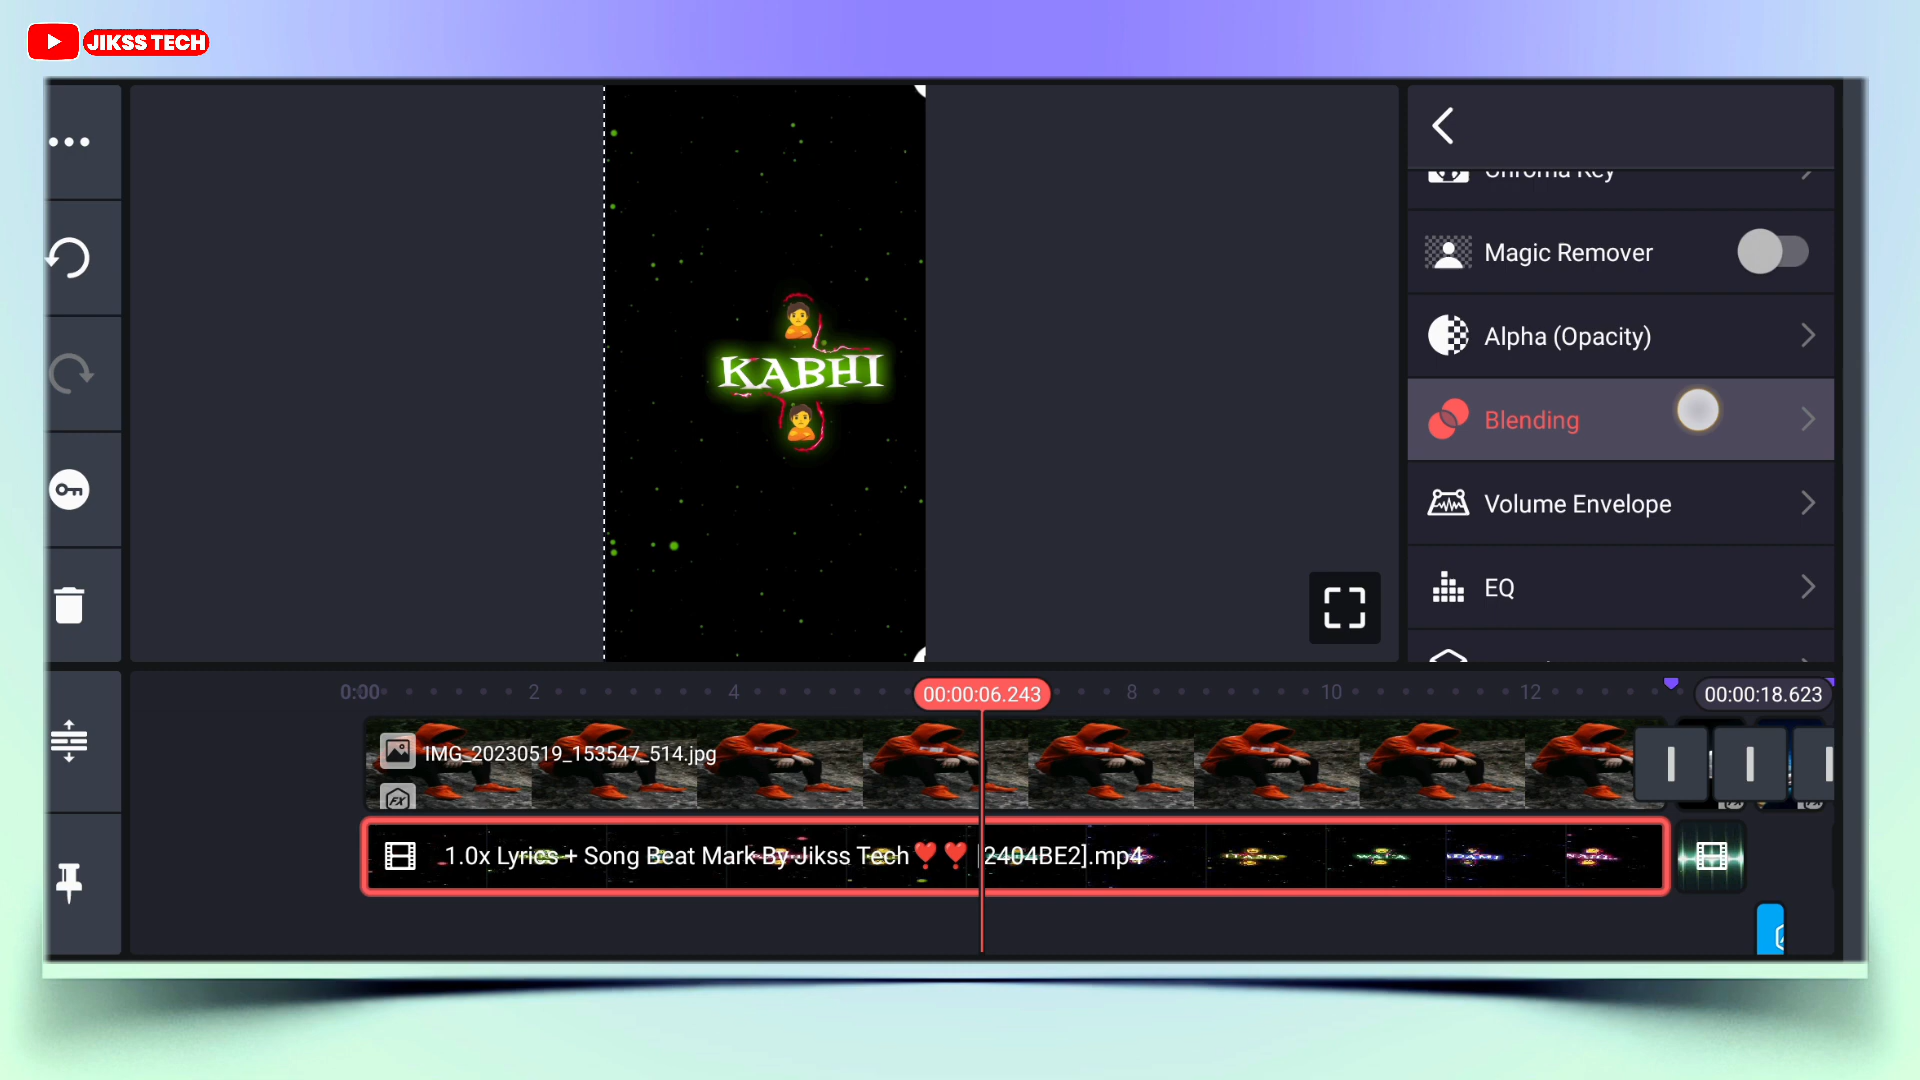 JIKSS TECH
Chroma Key
Magic Remover
Alpha (Opacity)
Blending
Volume Envelope
EQ
KABHI
0:00 2 4 00:00:06.243 8 10 12 00:00:18.623
IMG_20230519_153547_514.jpg
FX
1.0x Lyrics + Song Beat Mark By Jikss Tech❤️❤️ [2404BE2].mp4